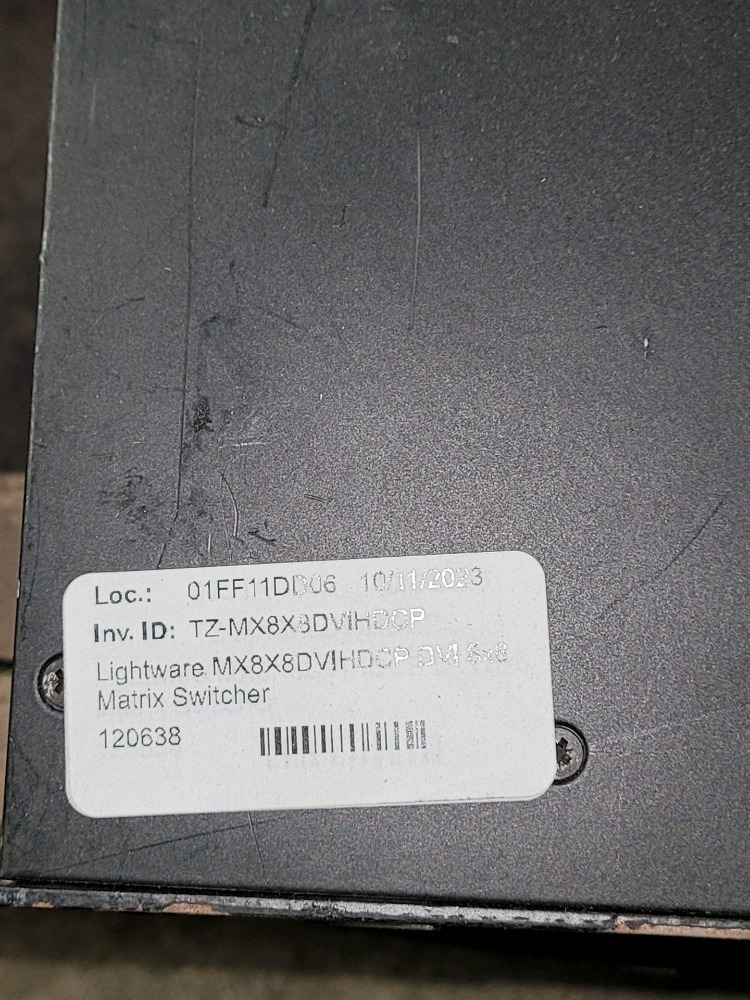 Loc.: 01FF11DD06 10/11/2023
Inv. ID: TZ-MX8X8DVIHDCP
Lightware MX8X8DVIHDCP DVI 8x8
Matrix Switcher
120638